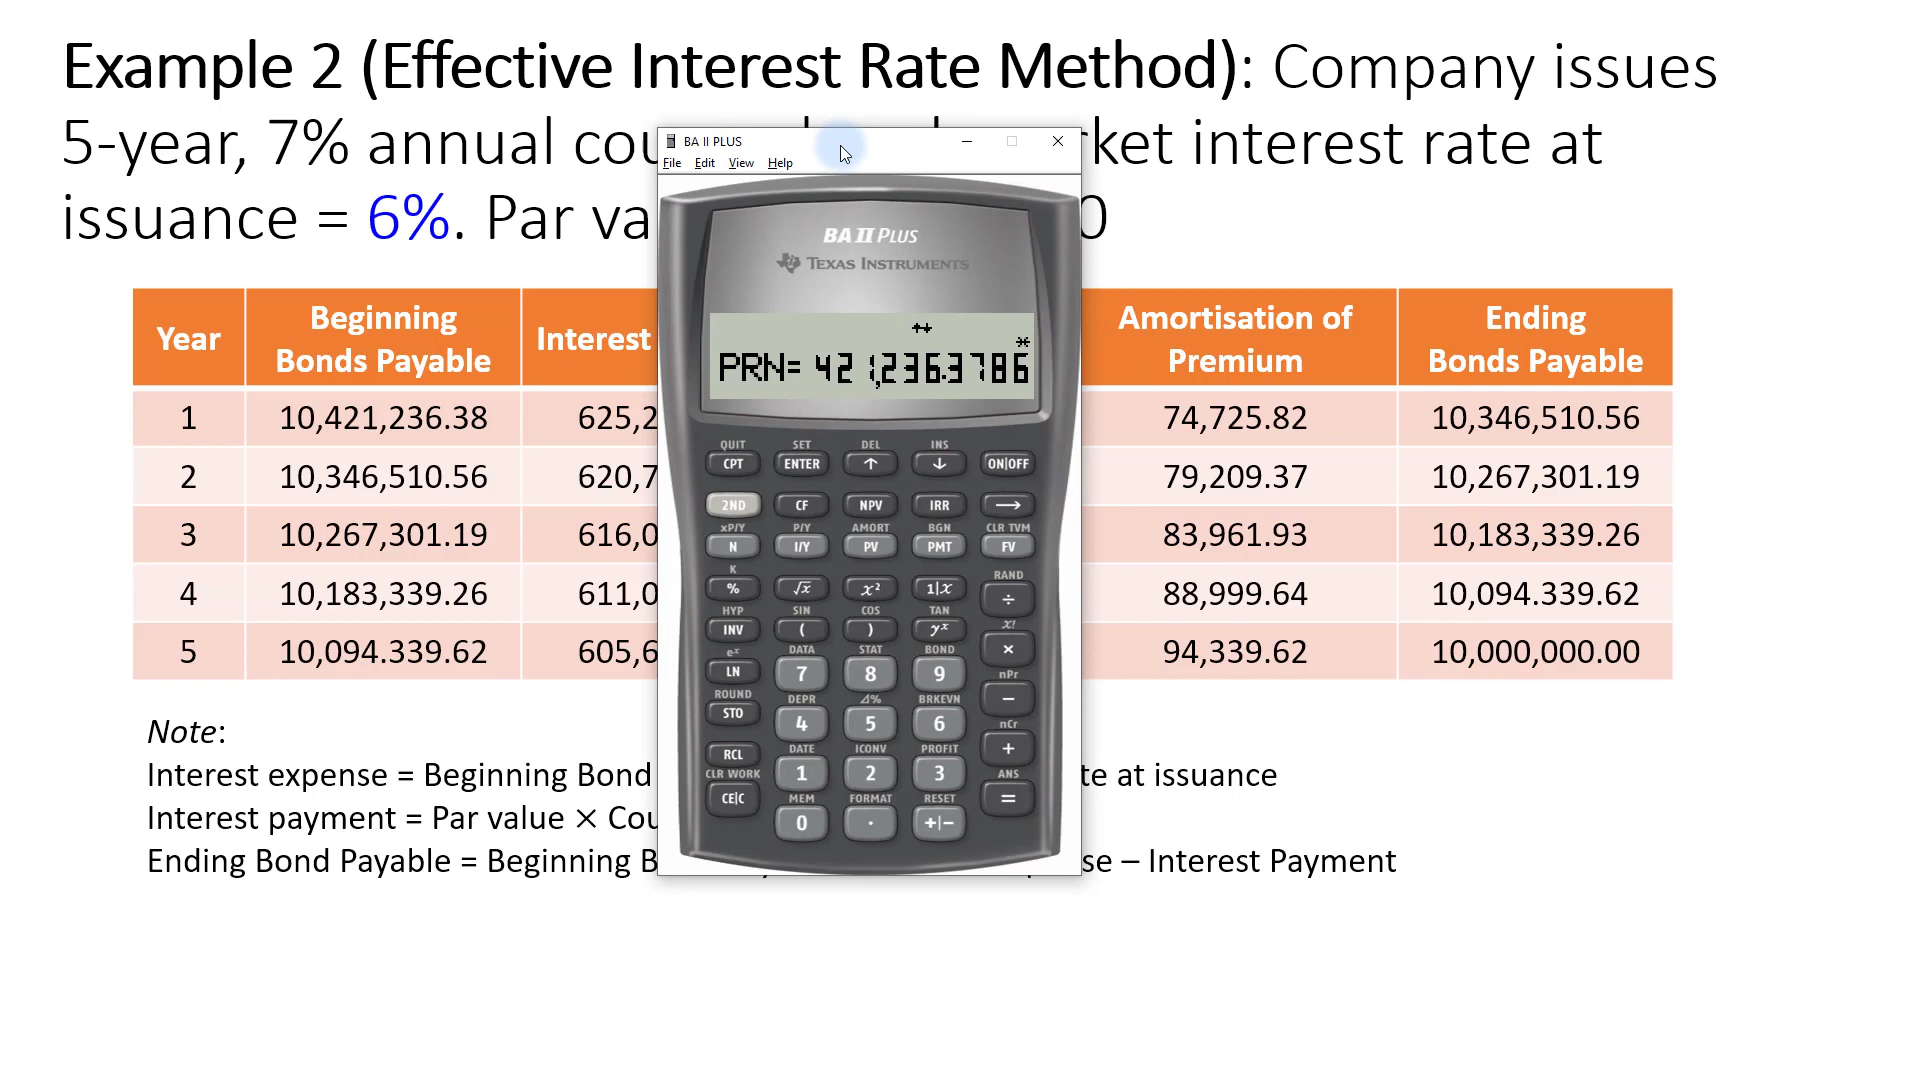 Example 2 (Effective Interest Rate Method): Company issues
5-year, 7% annual interest rate at
issuance = 6%. Par
BA II PLUS
File Edit View Help
BA II PLUS
TEXAS INSTRUMENTS
PRN= 421,236.3786
Year Beginning Bonds Payable Interest Amortisation of Premium Ending Bonds Payable
1 10,421,236.38 625,2 74,725.82 10,346,510.56
2 10,346,510.56 620,7 79,209.37 10,267,301.19
3 10,267,301.19 616,0 83,961.93 10,183,339.26
4 10,183,339.26 611,0 88,999.64 10,094.339.62
5 10,094.339.62 605,6 94,339.62 10,000,000.00
QUIT SET DEL INS
CPT ENTER ↑ ↓ ON|OFF
2ND CF NPV IRR →
xP/Y P/Y AMORT BGN CLR TVM
N I/Y PV PMT FV
K RAND
% √x x² 1|x ÷
HYP SIN COS TAN x!
INV ( ) yˣ ×
eˣ DATA STAT BOND nPr
LN 7 8 9 −
ROUND DEPR Δ% BRKEVN nCr
STO 4 5 6 +
RCL DATE ICONV PROFIT ANS
CLR WORK 1 2 3 =
CE|C MEM FORMAT RESET
0 . +|−
Note:
Interest expense = Beginning Bond at issuance
Interest payment = Par value ×
Ending Bond Payable = Beginning – Interest Payment